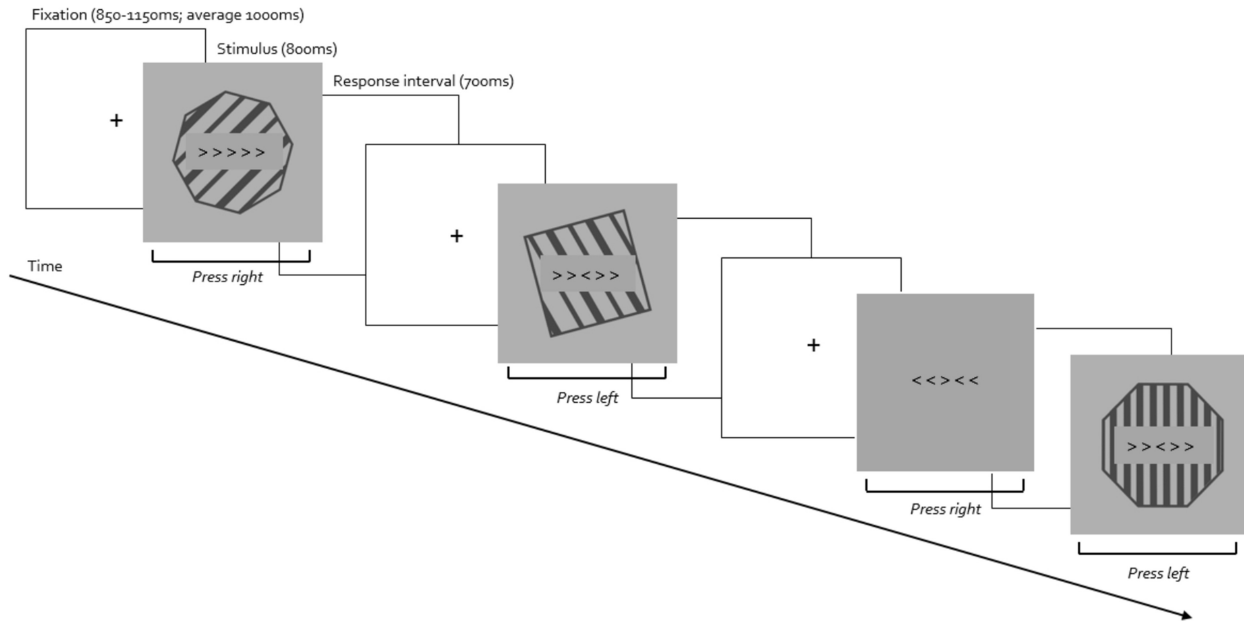 Fixation (850-1150ms; average 1000ms)
Stimulus (800ms)
Response interval (700ms)
+
> > > > >
Press right
+
> > < > >
Press left
+
< < > < <
Press right
> > < > >
Press left
Time